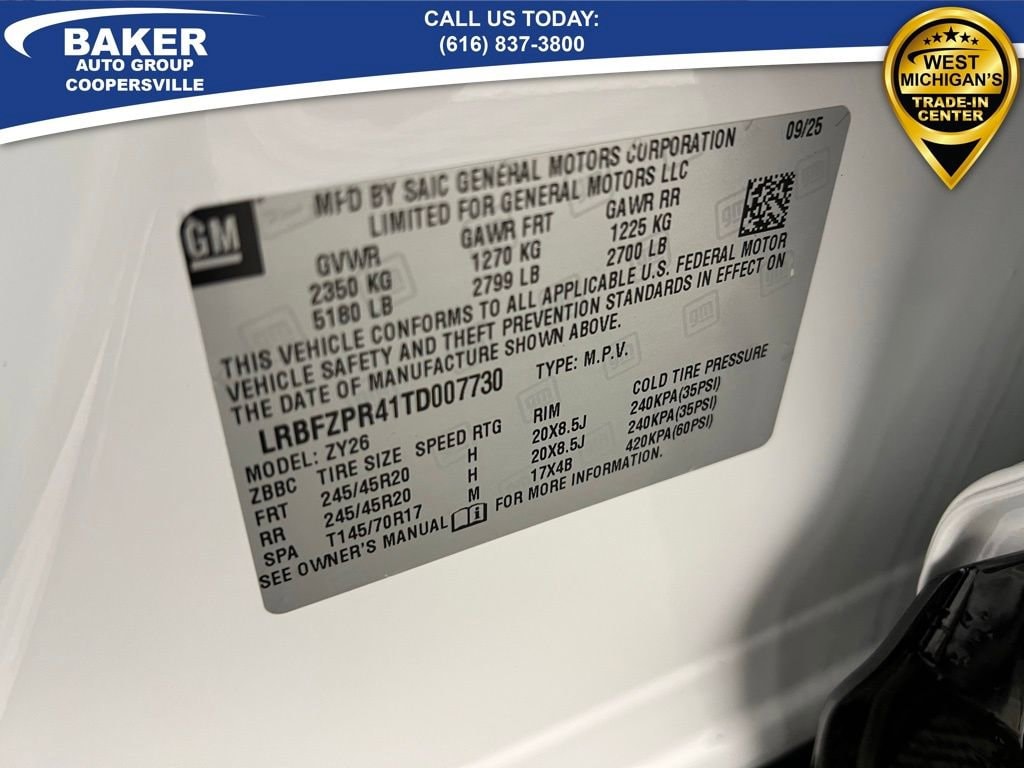 BAKER
AUTO GROUP
COOPERSVILLE
CALL US TODAY:
(616) 837-3800
WEST
MICHIGAN'S
TRADE-IN
CENTER
GM
09/25
MFD BY SAIC GENERAL MOTORS CORPORATION
LIMITED FOR GENERAL MOTORS LLC
GVWR GAWR FRT GAWR RR
2350 KG 1270 KG 1225 KG
5180 LB 2799 LB 2700 LB
THIS VEHICLE CONFORMS TO ALL APPLICABLE U.S. FEDERAL MOTOR
VEHICLE SAFETY AND THEFT PREVENTION STANDARDS IN EFFECT ON
THE DATE OF MANUFACTURE SHOWN ABOVE.
LRBFZPR41TD007730 TYPE: M.P.V.
MODEL: ZY26
ZBBC TIRE SIZE SPEED RTG RIM COLD TIRE PRESSURE
FRT 245/45R20 H 20X8.5J 240KPA(35PSI)
RR 245/45R20 H 20X8.5J 240KPA(35PSI)
SPA T145/70R17 M 17X4B 420KPA(60PSI)
SEE OWNER'S MANUAL FOR MORE INFORMATION.